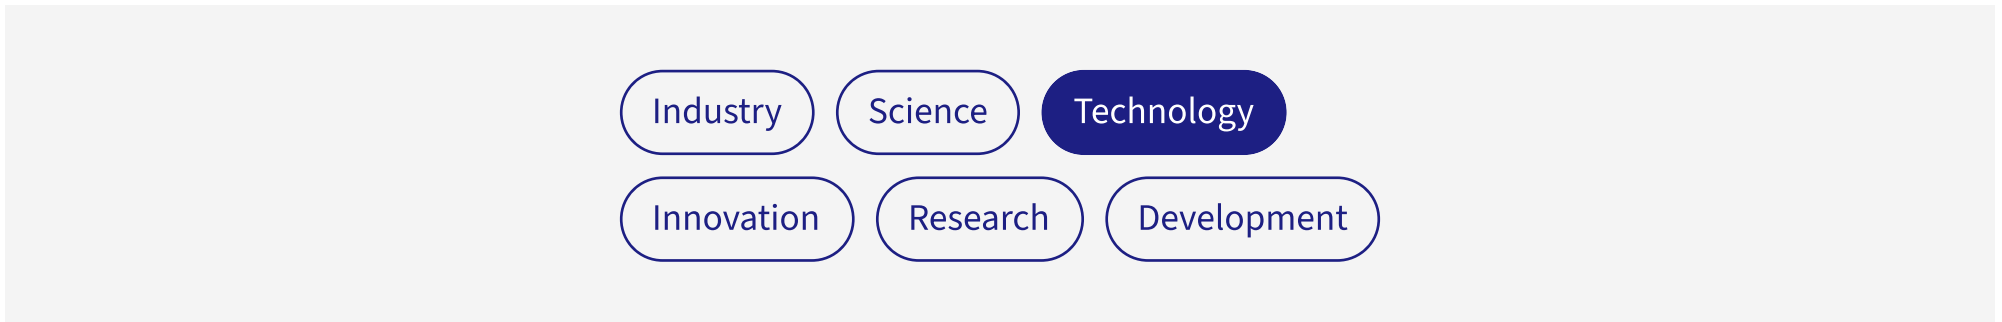 Industry Science Technology
Innovation Research Development